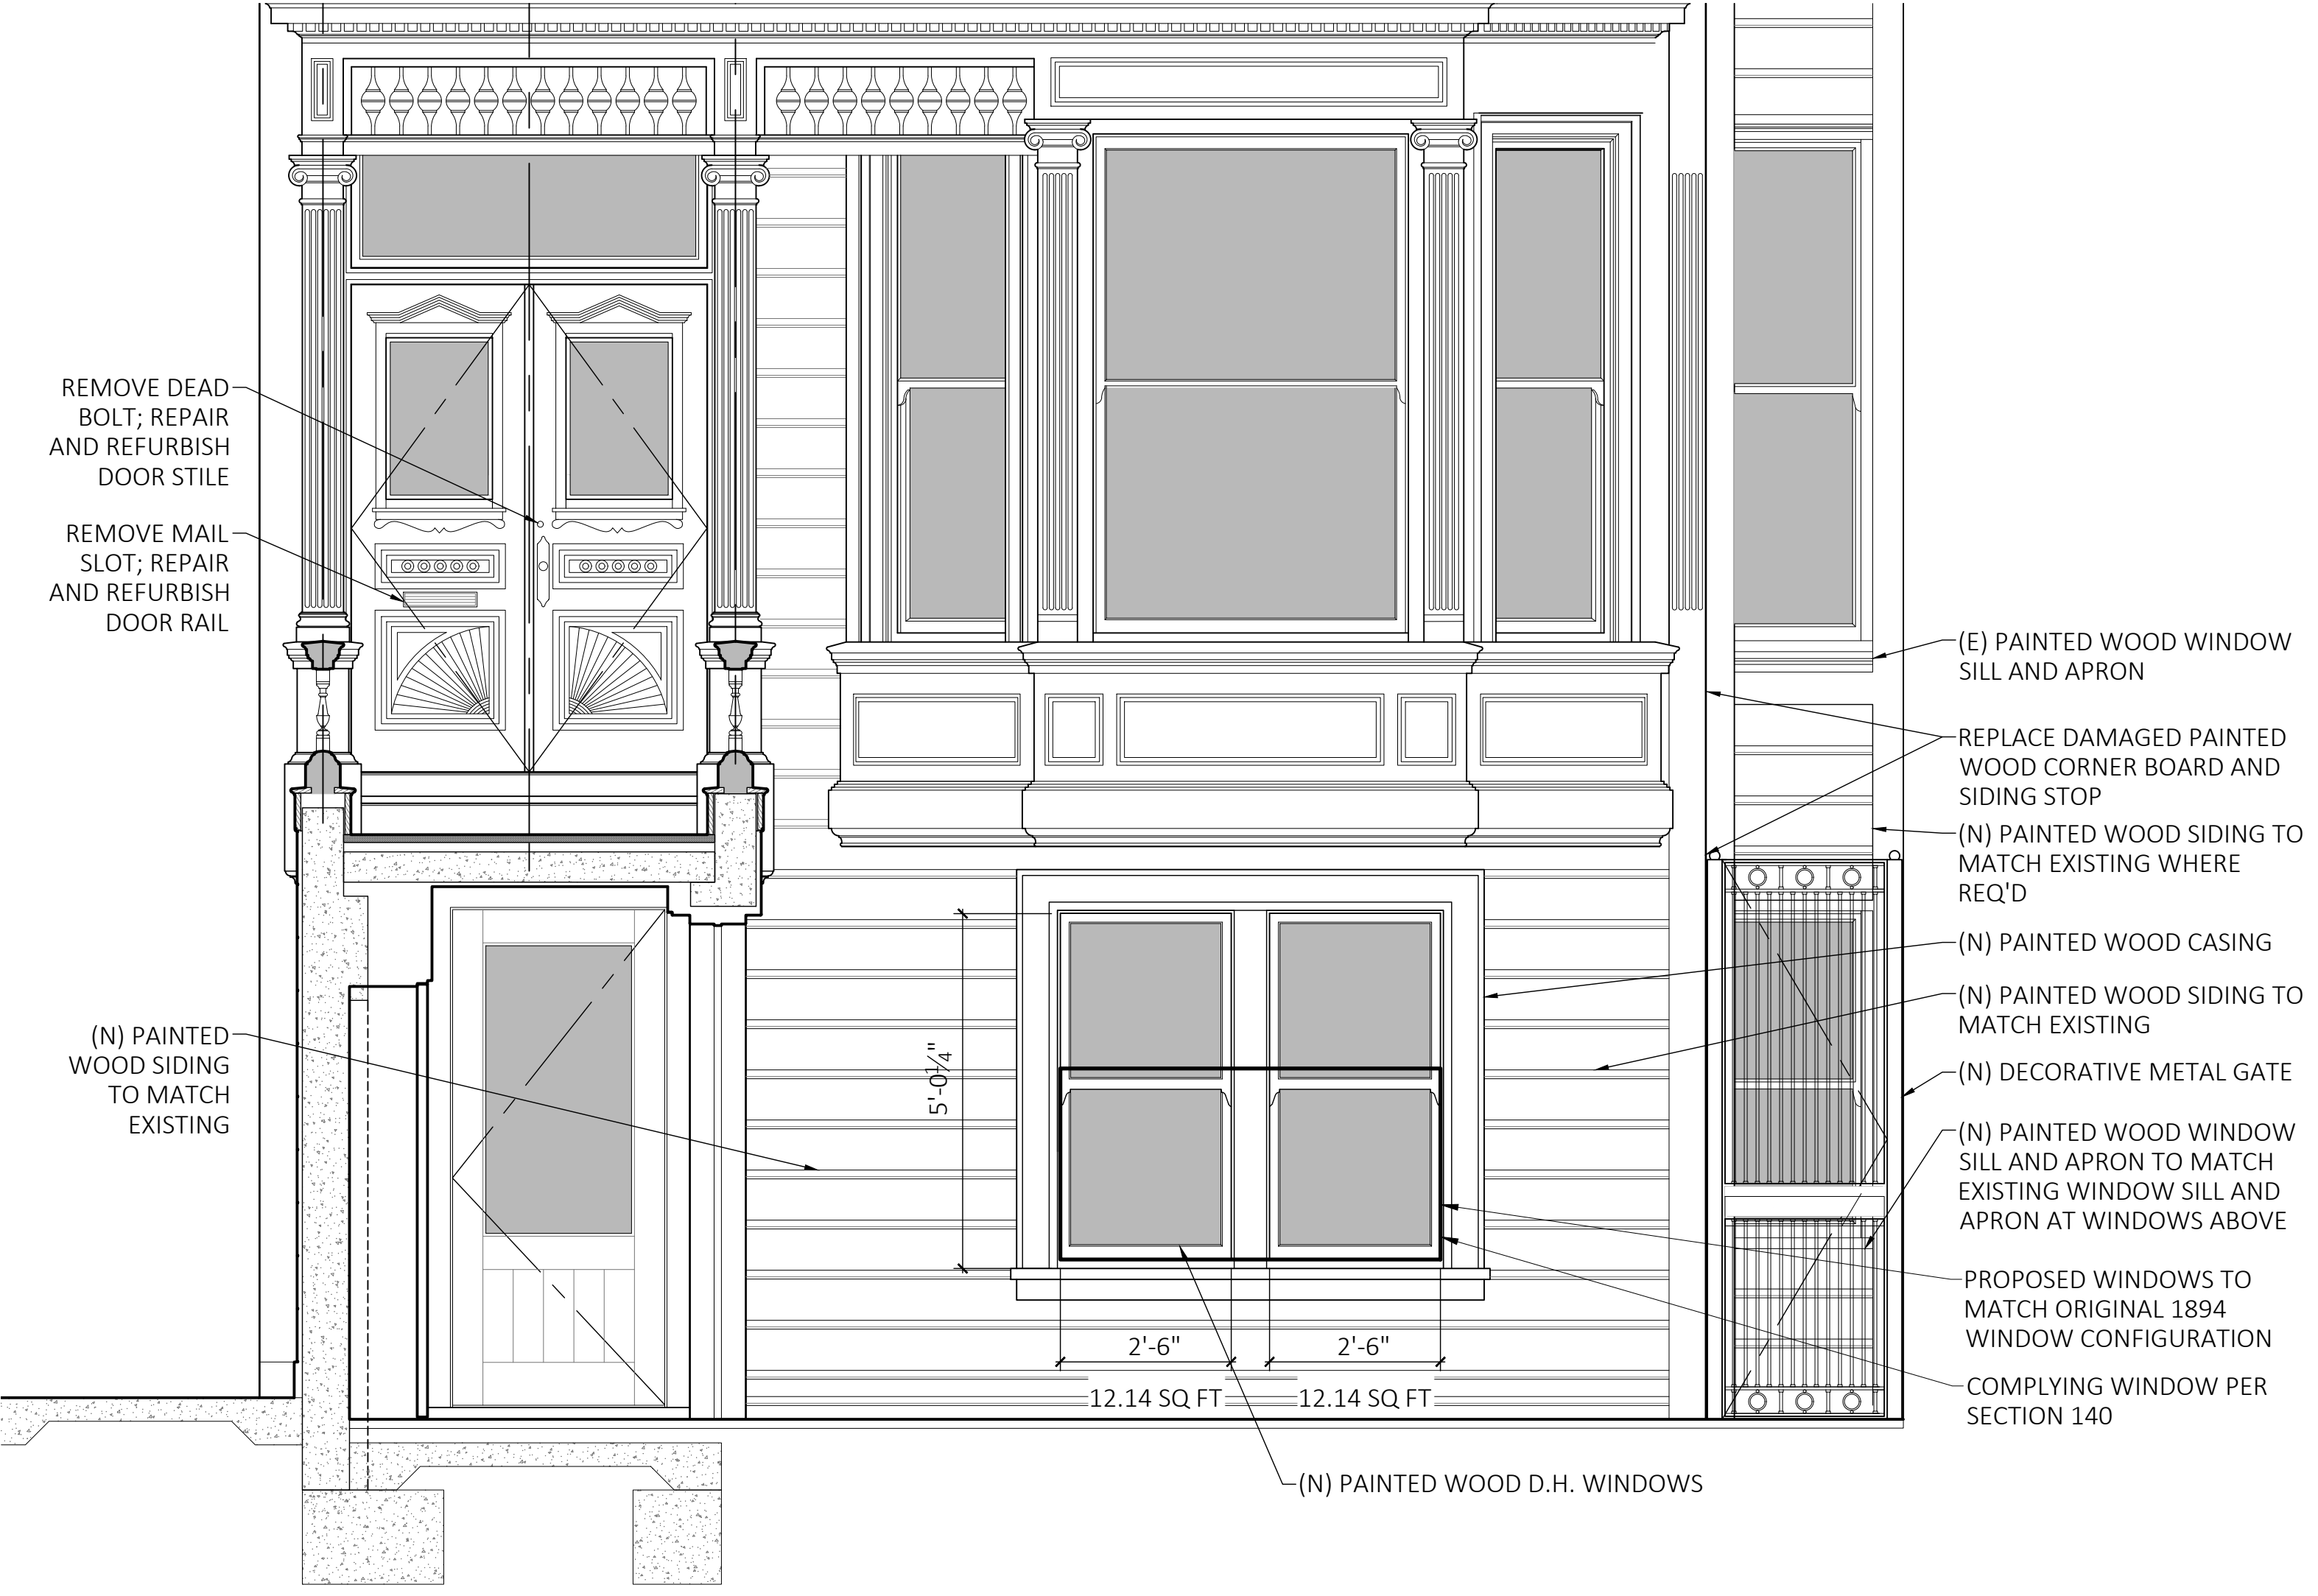 REMOVE DEAD
BOLT; REPAIR
AND REFURBISH
DOOR STILE
REMOVE MAIL
SLOT; REPAIR
AND REFURBISH
DOOR RAIL
(N) PAINTED
WOOD SIDING
TO MATCH
EXISTING
5'-0¼"
2'-6"
2'-6"
12.14 SQ FT
12.14 SQ FT
(N) PAINTED WOOD D.H. WINDOWS
(E) PAINTED WOOD WINDOW
SILL AND APRON
REPLACE DAMAGED PAINTED
WOOD CORNER BOARD AND
SIDING STOP
(N) PAINTED WOOD SIDING TO
MATCH EXISTING WHERE
REQ'D
(N) PAINTED WOOD CASING
(N) PAINTED WOOD SIDING TO
MATCH EXISTING
(N) DECORATIVE METAL GATE
(N) PAINTED WOOD WINDOW
SILL AND APRON TO MATCH
EXISTING WINDOW SILL AND
APRON AT WINDOWS ABOVE
PROPOSED WINDOWS TO
MATCH ORIGINAL 1894
WINDOW CONFIGURATION
COMPLYING WINDOW PER
SECTION 140